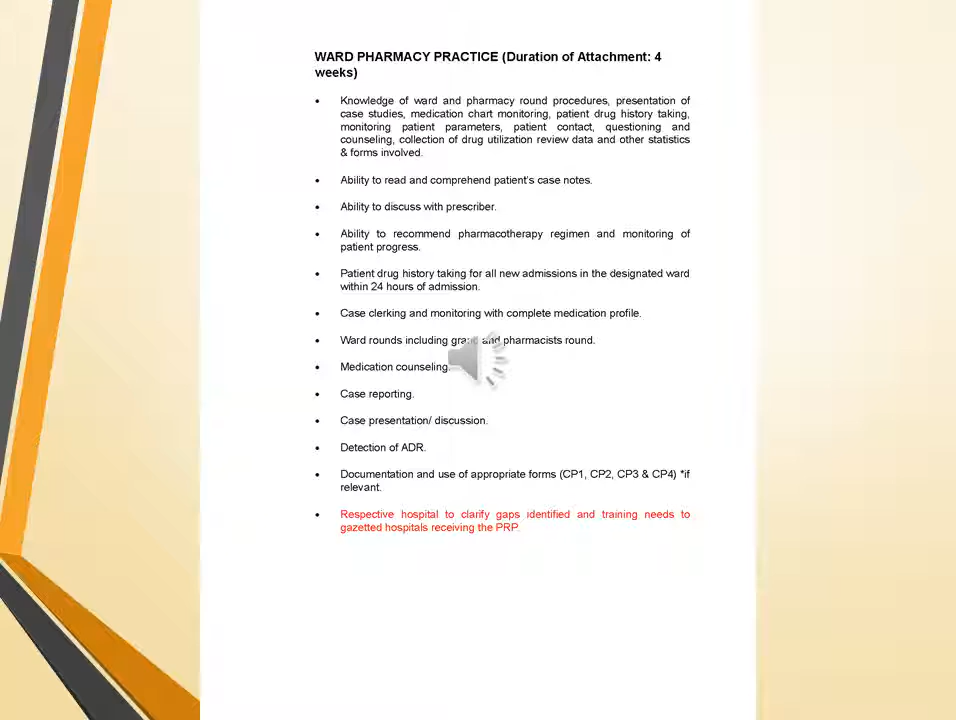 WARD PHARMACY PRACTICE (Duration of Attachment: 4
weeks)
• Knowledge of ward and pharmacy round procedures, presentation of
case studies, medication chart monitoring, patient drug history taking,
monitoring patient parameters, patient contact, questioning and
counseling, collection of drug utilization review data and other statistics
& forms involved.
• Ability to read and comprehend patient's case notes.
• Ability to discuss with prescriber.
• Ability to recommend pharmacotherapy regimen and monitoring of
patient progress.
• Patient drug history taking for all new admissions in the designated ward
within 24 hours of admission.
• Case clerking and monitoring with complete medication profile.
• Ward rounds including grand and pharmacists round.
• Medication counseling.
• Case reporting.
• Case presentation/ discussion.
• Detection of ADR.
• Documentation and use of appropriate forms (CP1, CP2, CP3 & CP4) *if
relevant.
• Respective hospital to clarify gaps identified and training needs to
gazetted hospitals receiving the PRP.